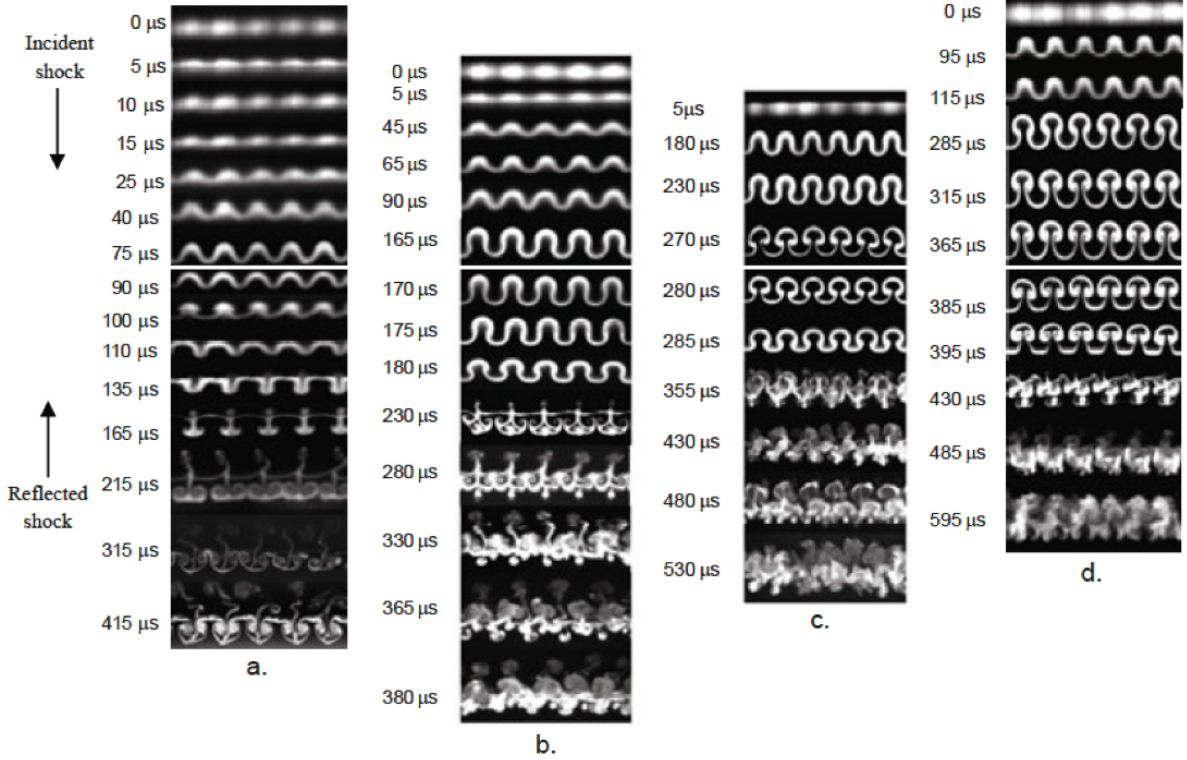 Incident
shock
Reflected
shock
0 μs
5 μs
10 μs
15 μs
25 μs
40 μs
75 μs
90 μs
100 μs
110 μs
135 μs
165 μs
215 μs
315 μs
415 μs
a.
0 μs
5 μs
45 μs
65 μs
90 μs
165 μs
170 μs
175 μs
180 μs
230 μs
280 μs
330 μs
365 μs
380 μs
b.
5μs
180 μs
230 μs
270 μs
280 μs
285 μs
355 μs
430 μs
480 μs
530 μs
c.
0 μs
95 μs
115 μs
285 μs
315 μs
365 μs
385 μs
395 μs
430 μs
485 μs
595 μs
d.